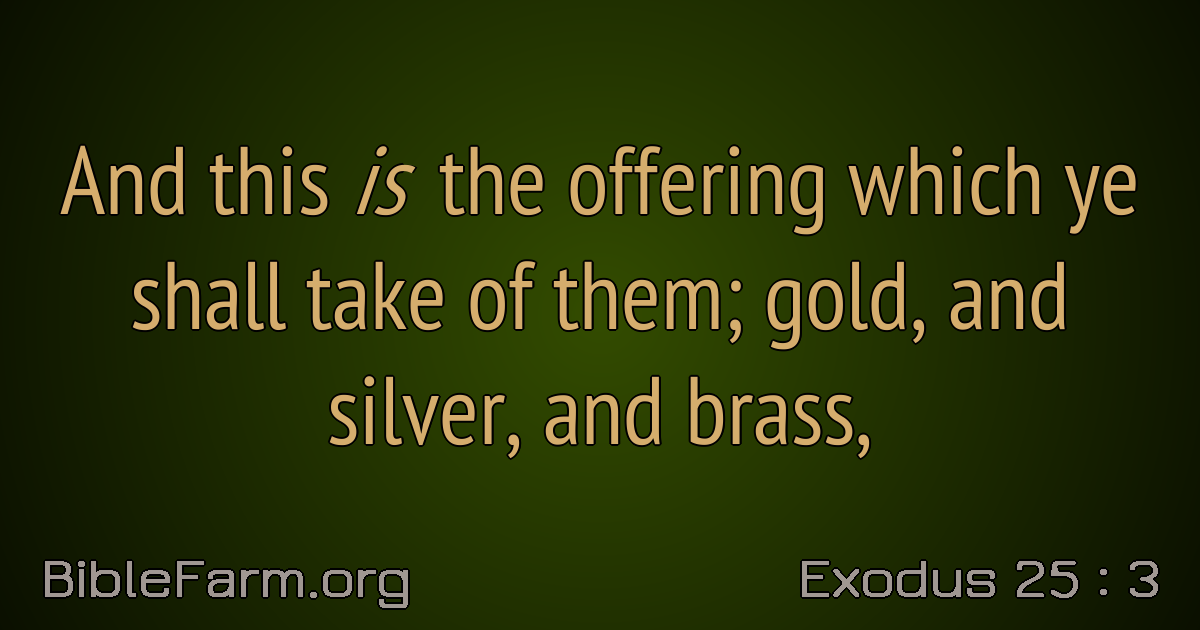 And this is the offering which ye
shall take of them; gold, and
silver, and brass,
BibleFarm.org
Exodus 25 : 3